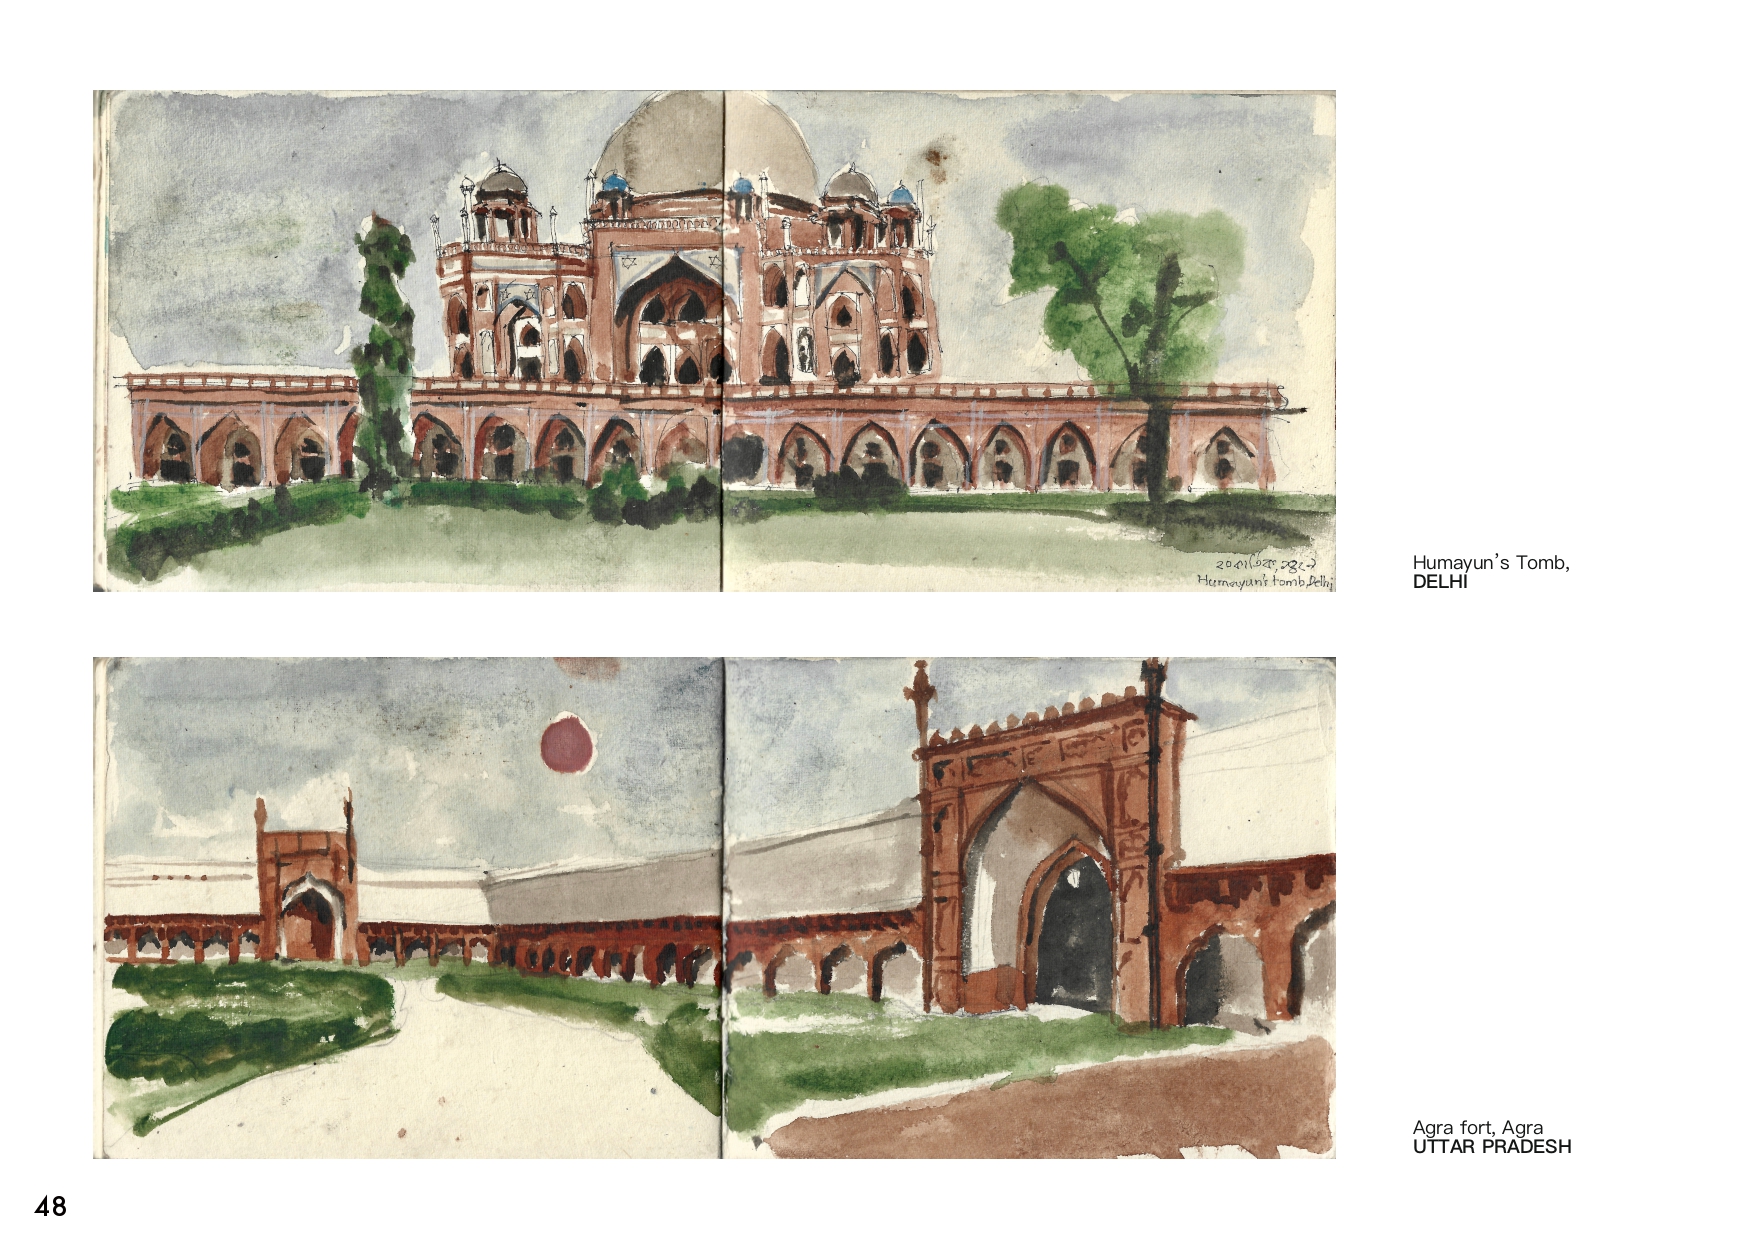 Humayun's tomb, Delhi
Humayun's Tomb,
DELHI
Agra fort, Agra
UTTAR PRADESH
48